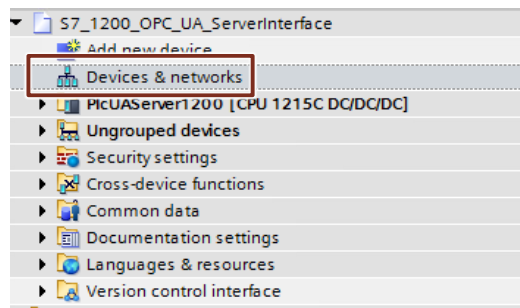 S7_1200_OPC_UA_ServerInterface
Add new device
Devices & networks
PlcUAServer1200 [CPU 1215C DC/DC/DC]
Ungrouped devices
Security settings
Cross-device functions
Common data
Documentation settings
Languages & resources
Version control interface